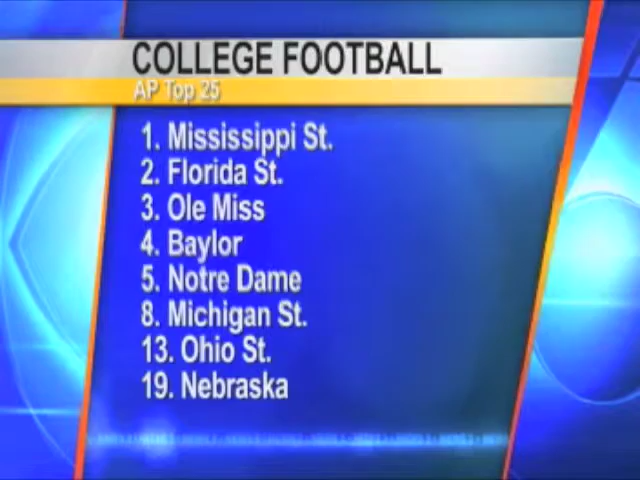 COLLEGE FOOTBALL
AP Top 25
1. Mississippi St.
2. Florida St.
3. Ole Miss
4. Baylor
5. Notre Dame
8. Michigan St.
13. Ohio St.
19. Nebraska